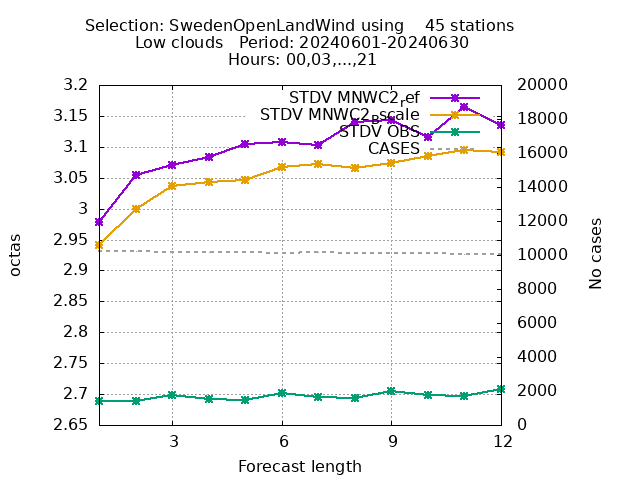 Selection: SwedenOpenLandWind using    45 stations
Low clouds   Period: 20240601-20240630
Hours: 00,03,...,21
STDV MNWC2_ref
STDV MNWC2_Bscale
STDV OBS
CASES
3.2
3.15
3.1
3.05
3
2.95
2.9
2.85
2.8
2.75
2.7
2.65
20000
18000
16000
14000
12000
10000
8000
6000
4000
2000
0
octas
No cases
3 6 9 12
Forecast length